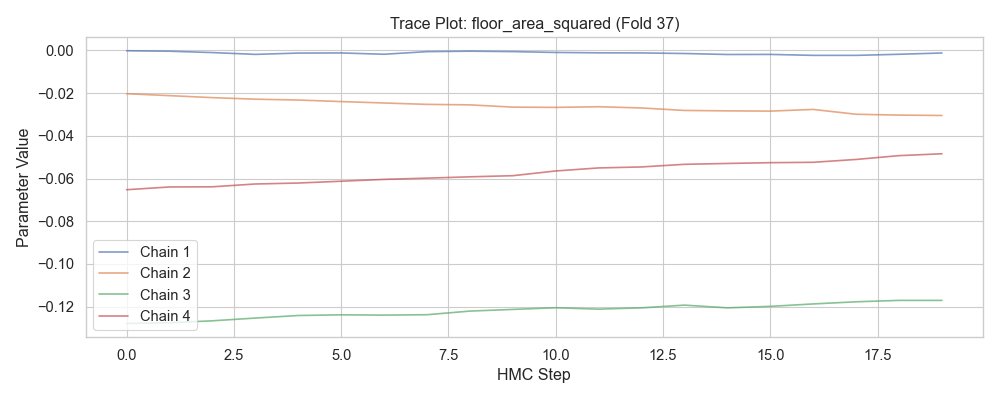 Trace Plot: floor_area_squared (Fold 37)
Parameter Value
0.00
−0.02
−0.04
−0.06
−0.08
−0.10
−0.12
Chain 1
Chain 2
Chain 3
Chain 4
0.0 2.5 5.0 7.5 10.0 12.5 15.0 17.5
HMC Step